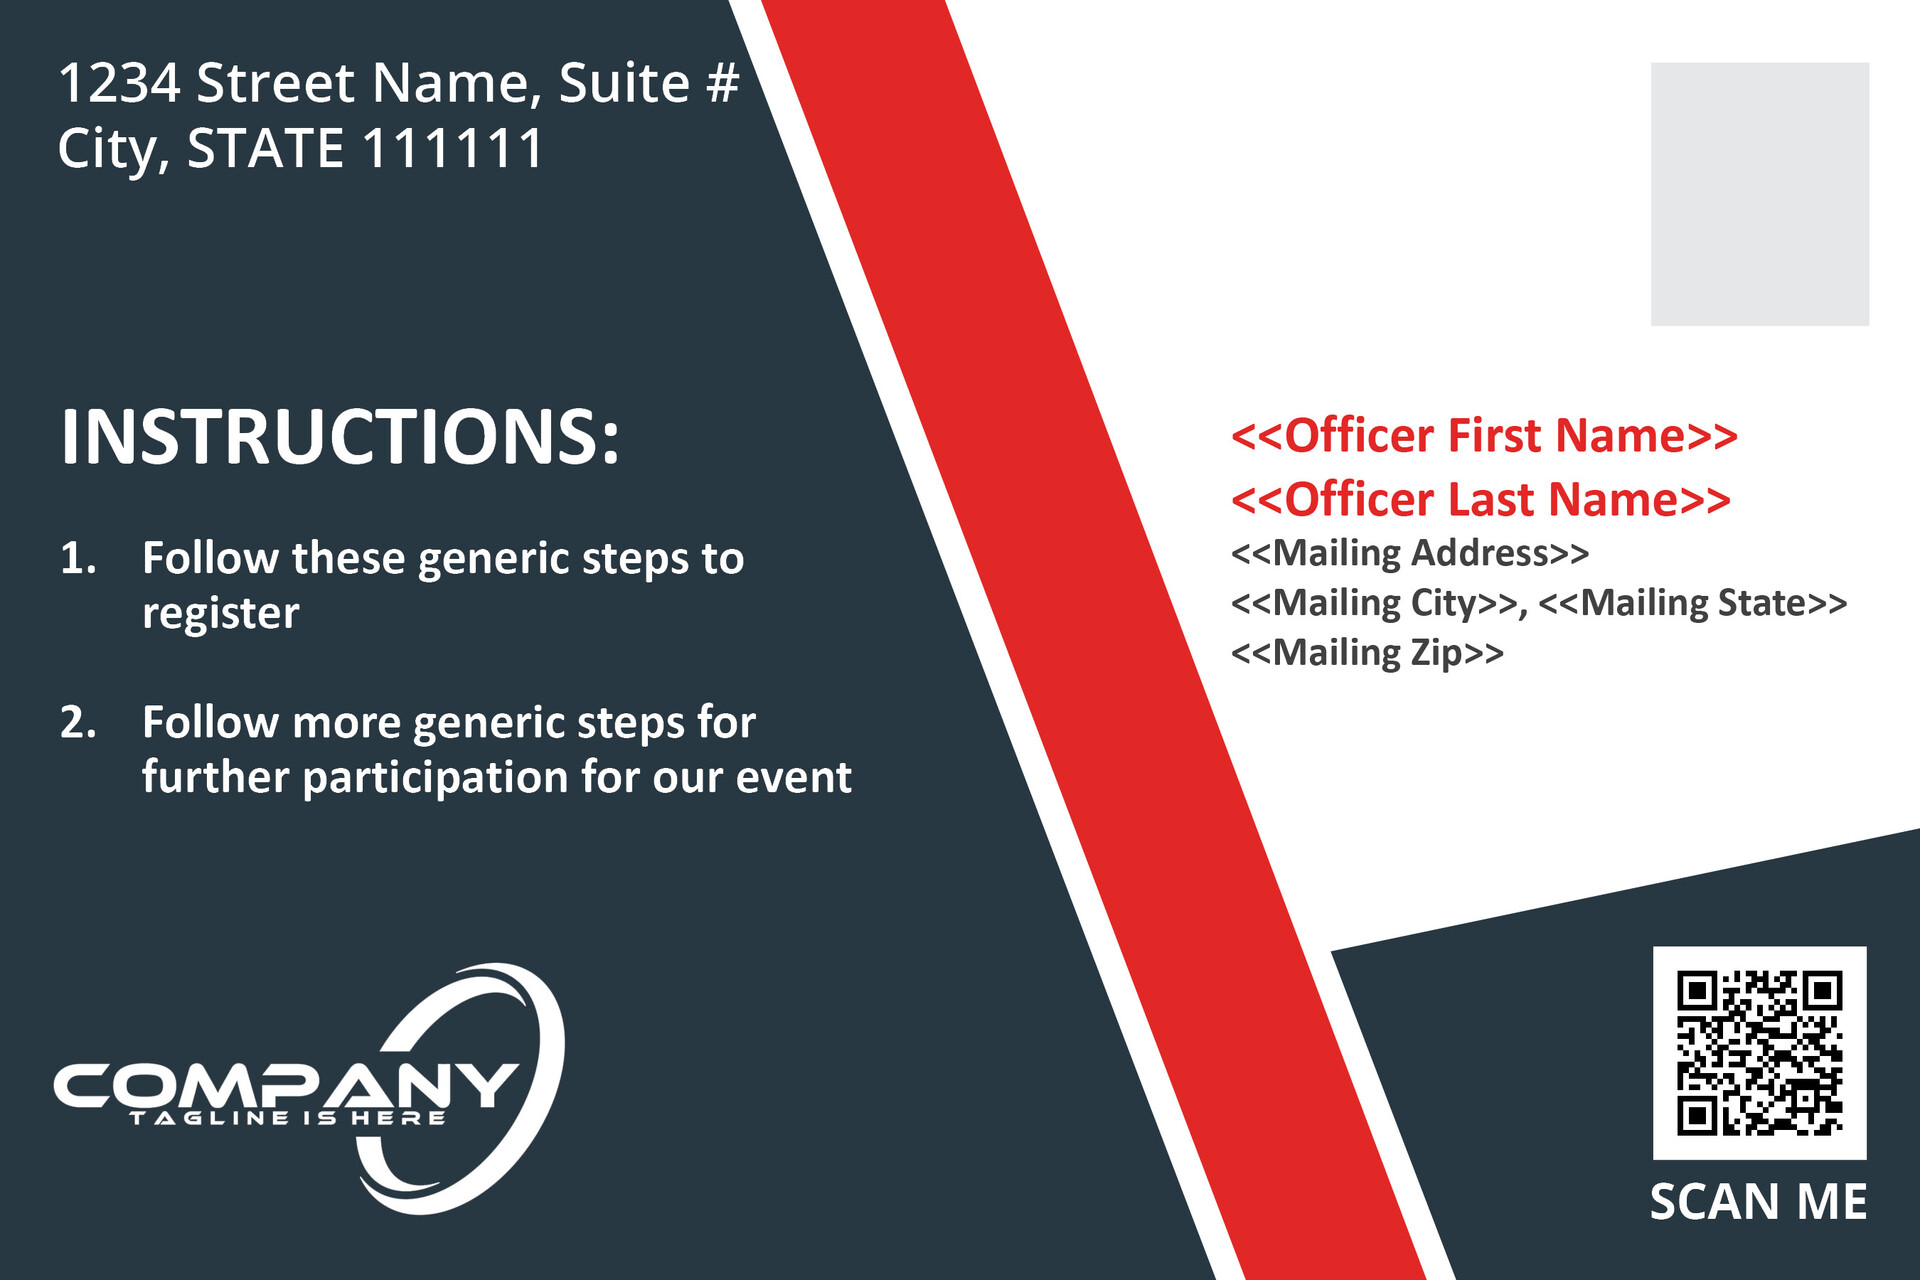 1234 Street Name, Suite #
City, STATE 111111
INSTRUCTIONS:
1. Follow these generic steps to
register
2. Follow more generic steps for
further participation for our event
COMPANY
TAGLINE IS HERE
<<Officer First Name>>
<<Officer Last Name>>
<<Mailing Address>>
<<Mailing City>>, <<Mailing State>>
<<Mailing Zip>>
SCAN ME